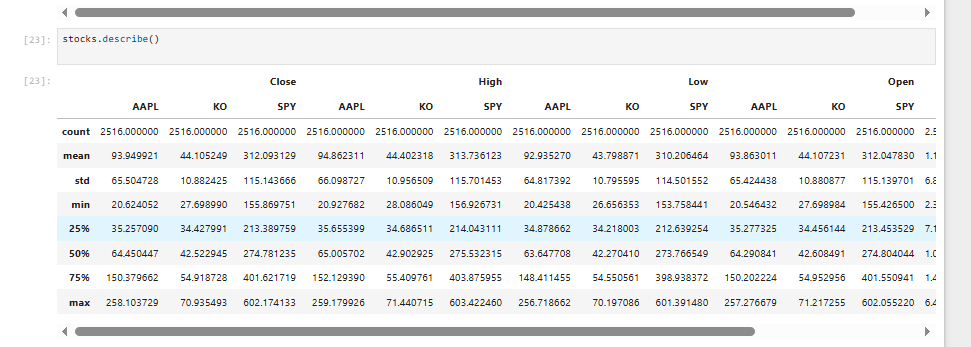 [23]: stocks.describe()
[23]: Close High Low Open
AAPL KO SPY AAPL KO SPY AAPL KO SPY AAPL KO SPY
count 2516.000000 2516.000000 2516.000000 2516.000000 2516.000000 2516.000000 2516.000000 2516.000000 2516.000000 2516.000000 2516.000000 2516.000000 2.5
mean 93.949921 44.105249 312.093129 94.862311 44.402318 313.736123 92.935270 43.798871 310.206464 93.863011 44.107231 312.047830 1.1
std 65.504728 10.882425 115.143666 66.098727 10.956509 115.701453 64.817392 10.795595 114.501552 65.424438 10.880877 115.139701 6.8
min 20.624052 27.698990 155.869751 20.927682 28.086049 156.926731 20.425438 26.656353 153.758441 20.546432 27.698984 155.426500 2.3
25% 35.257090 34.427991 213.389759 35.655399 34.686511 214.043111 34.878662 34.218003 212.639254 35.277325 34.456144 213.453529 7.1
50% 64.450447 42.522945 274.781235 65.005702 42.902925 275.532315 63.647708 42.270410 273.766549 64.290841 42.608491 274.804044 1.0
75% 150.379662 54.918728 401.621719 152.129390 55.409761 403.875955 148.411455 54.550561 398.938372 150.202224 54.952956 401.550941 1.4
max 258.103729 70.935493 602.174133 259.179926 71.440715 603.422460 256.718662 70.197086 601.391480 257.276679 71.217255 602.055220 6.4